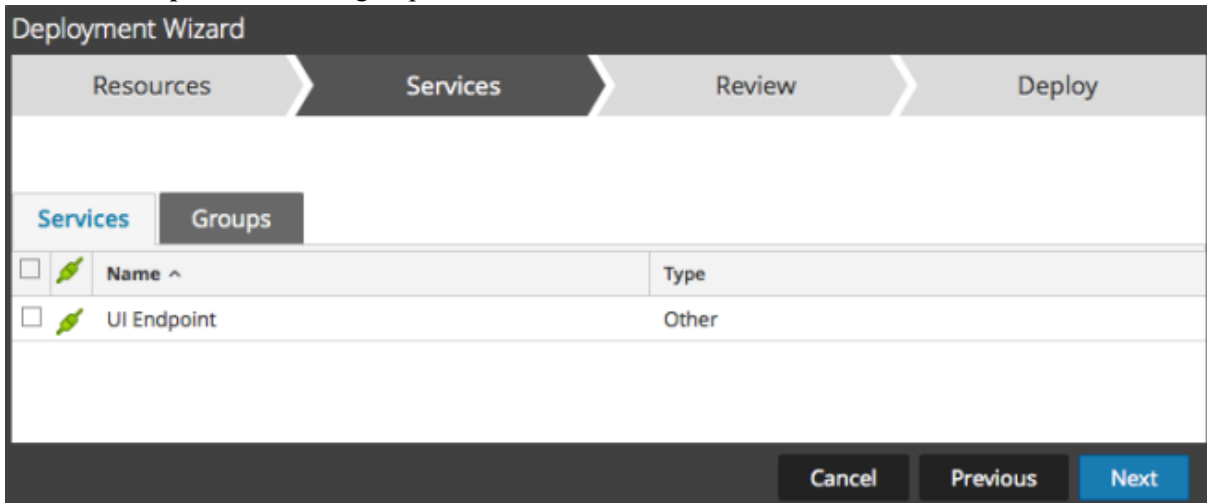 Deployment Wizard
Resources Services Review Deploy
Services Groups
Name ^ Type
UI Endpoint Other
Cancel Previous Next